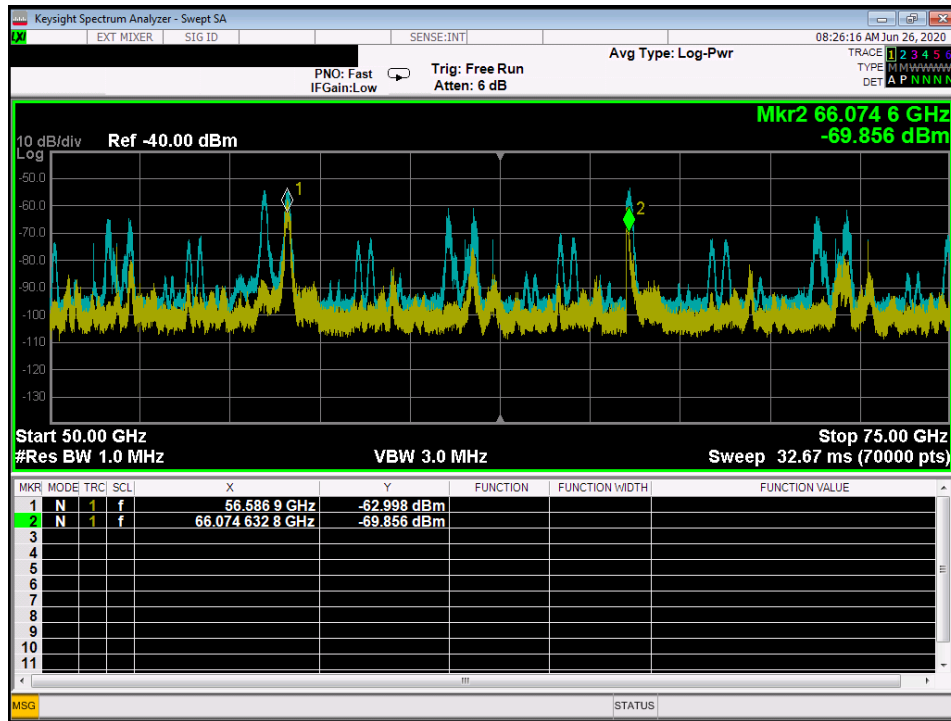 Keysight Spectrum Analyzer - Swept SA
LXI EXT MIXER SIG ID SENSE:INT 08:26:16 AM Jun 26, 2020
Avg Type: Log-Pwr TRACE 1 2 3 4 5 6
PNO: Fast Trig: Free Run TYPE M M W W W W
IFGain:Low Atten: 6 dB DET A P N N N N
Mkr2 66.074 6 GHz
-69.856 dBm
10 dB/div Ref -40.00 dBm
Log
-50.0
1
-60.0
2
-70.0
-80.0
-90.0
-100
-110
-120
-130
Start 50.00 GHz Stop 75.00 GHz
#Res BW 1.0 MHz VBW 3.0 MHz Sweep 32.67 ms (70000 pts)
MKR MODE TRC SCL X Y FUNCTION FUNCTION WIDTH FUNCTION VALUE
1 N 1 f 56.586 9 GHz -62.998 dBm
2 N 1 f 66.074 632 8 GHz -69.856 dBm
3
4
5
6
7
8
9
10
11
MSG STATUS